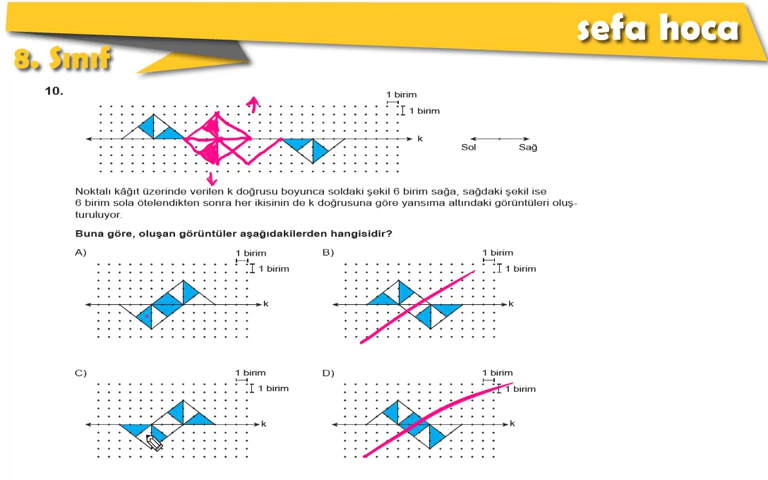 sefa hoca
8. Sınıf
10.
1 birim
1 birim
k
Sol Sağ
Noktalı kâğıt üzerinde verilen k doğrusu boyunca soldaki şekil 6 birim sağa, sağdaki şekil ise
6 birim sola ötelendikten sonra her ikisinin de k doğrusuna göre yansıma altındaki görüntüleri oluş-
turuluyor.
Buna göre, oluşan görüntüler aşağıdakilerden hangisidir?
A) 1 birim
1 birim
k
B) 1 birim
1 birim
k
C) 1 birim
1 birim
k
D) 1 birim
1 birim
k